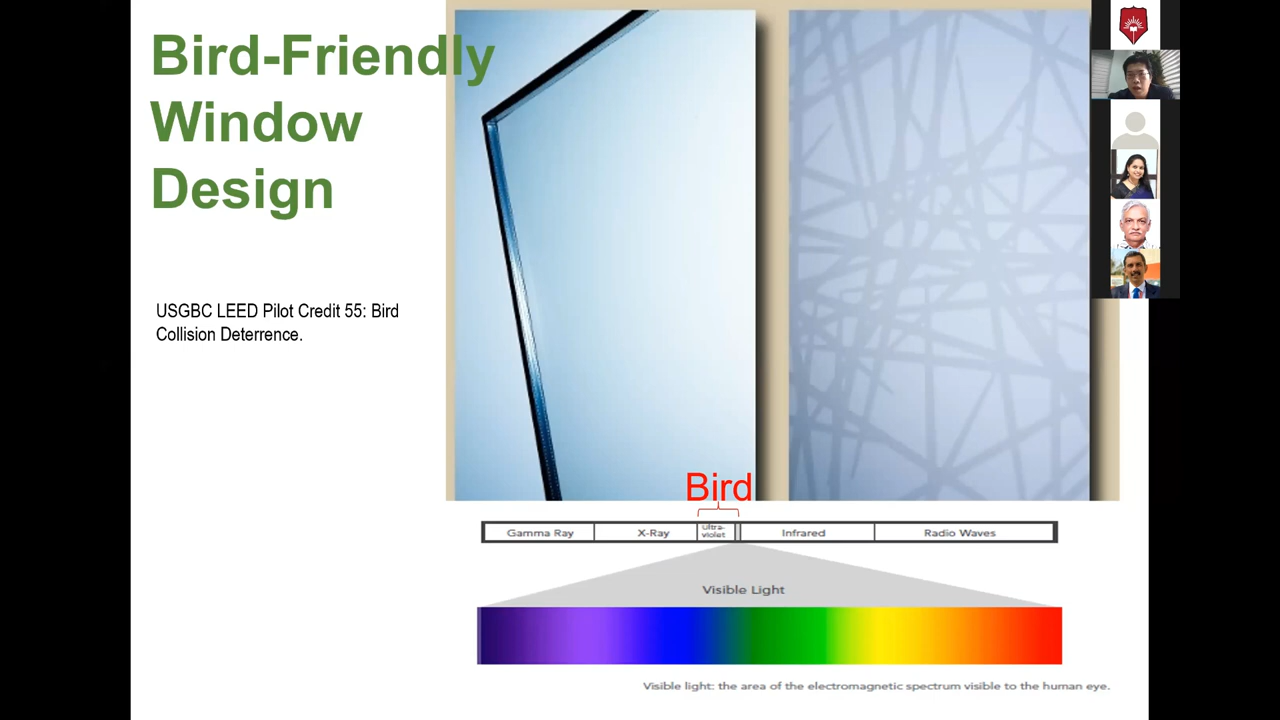 Bird-Friendly
Window
Design
USGBC LEED Pilot Credit 55: Bird
Collision Deterrence.
Bird
Gamma Ray
X-Ray
Ultra-
violet
Infrared
Radio Waves
Visible Light
Visible light: the area of the electromagnetic spectrum visible to the human eye.